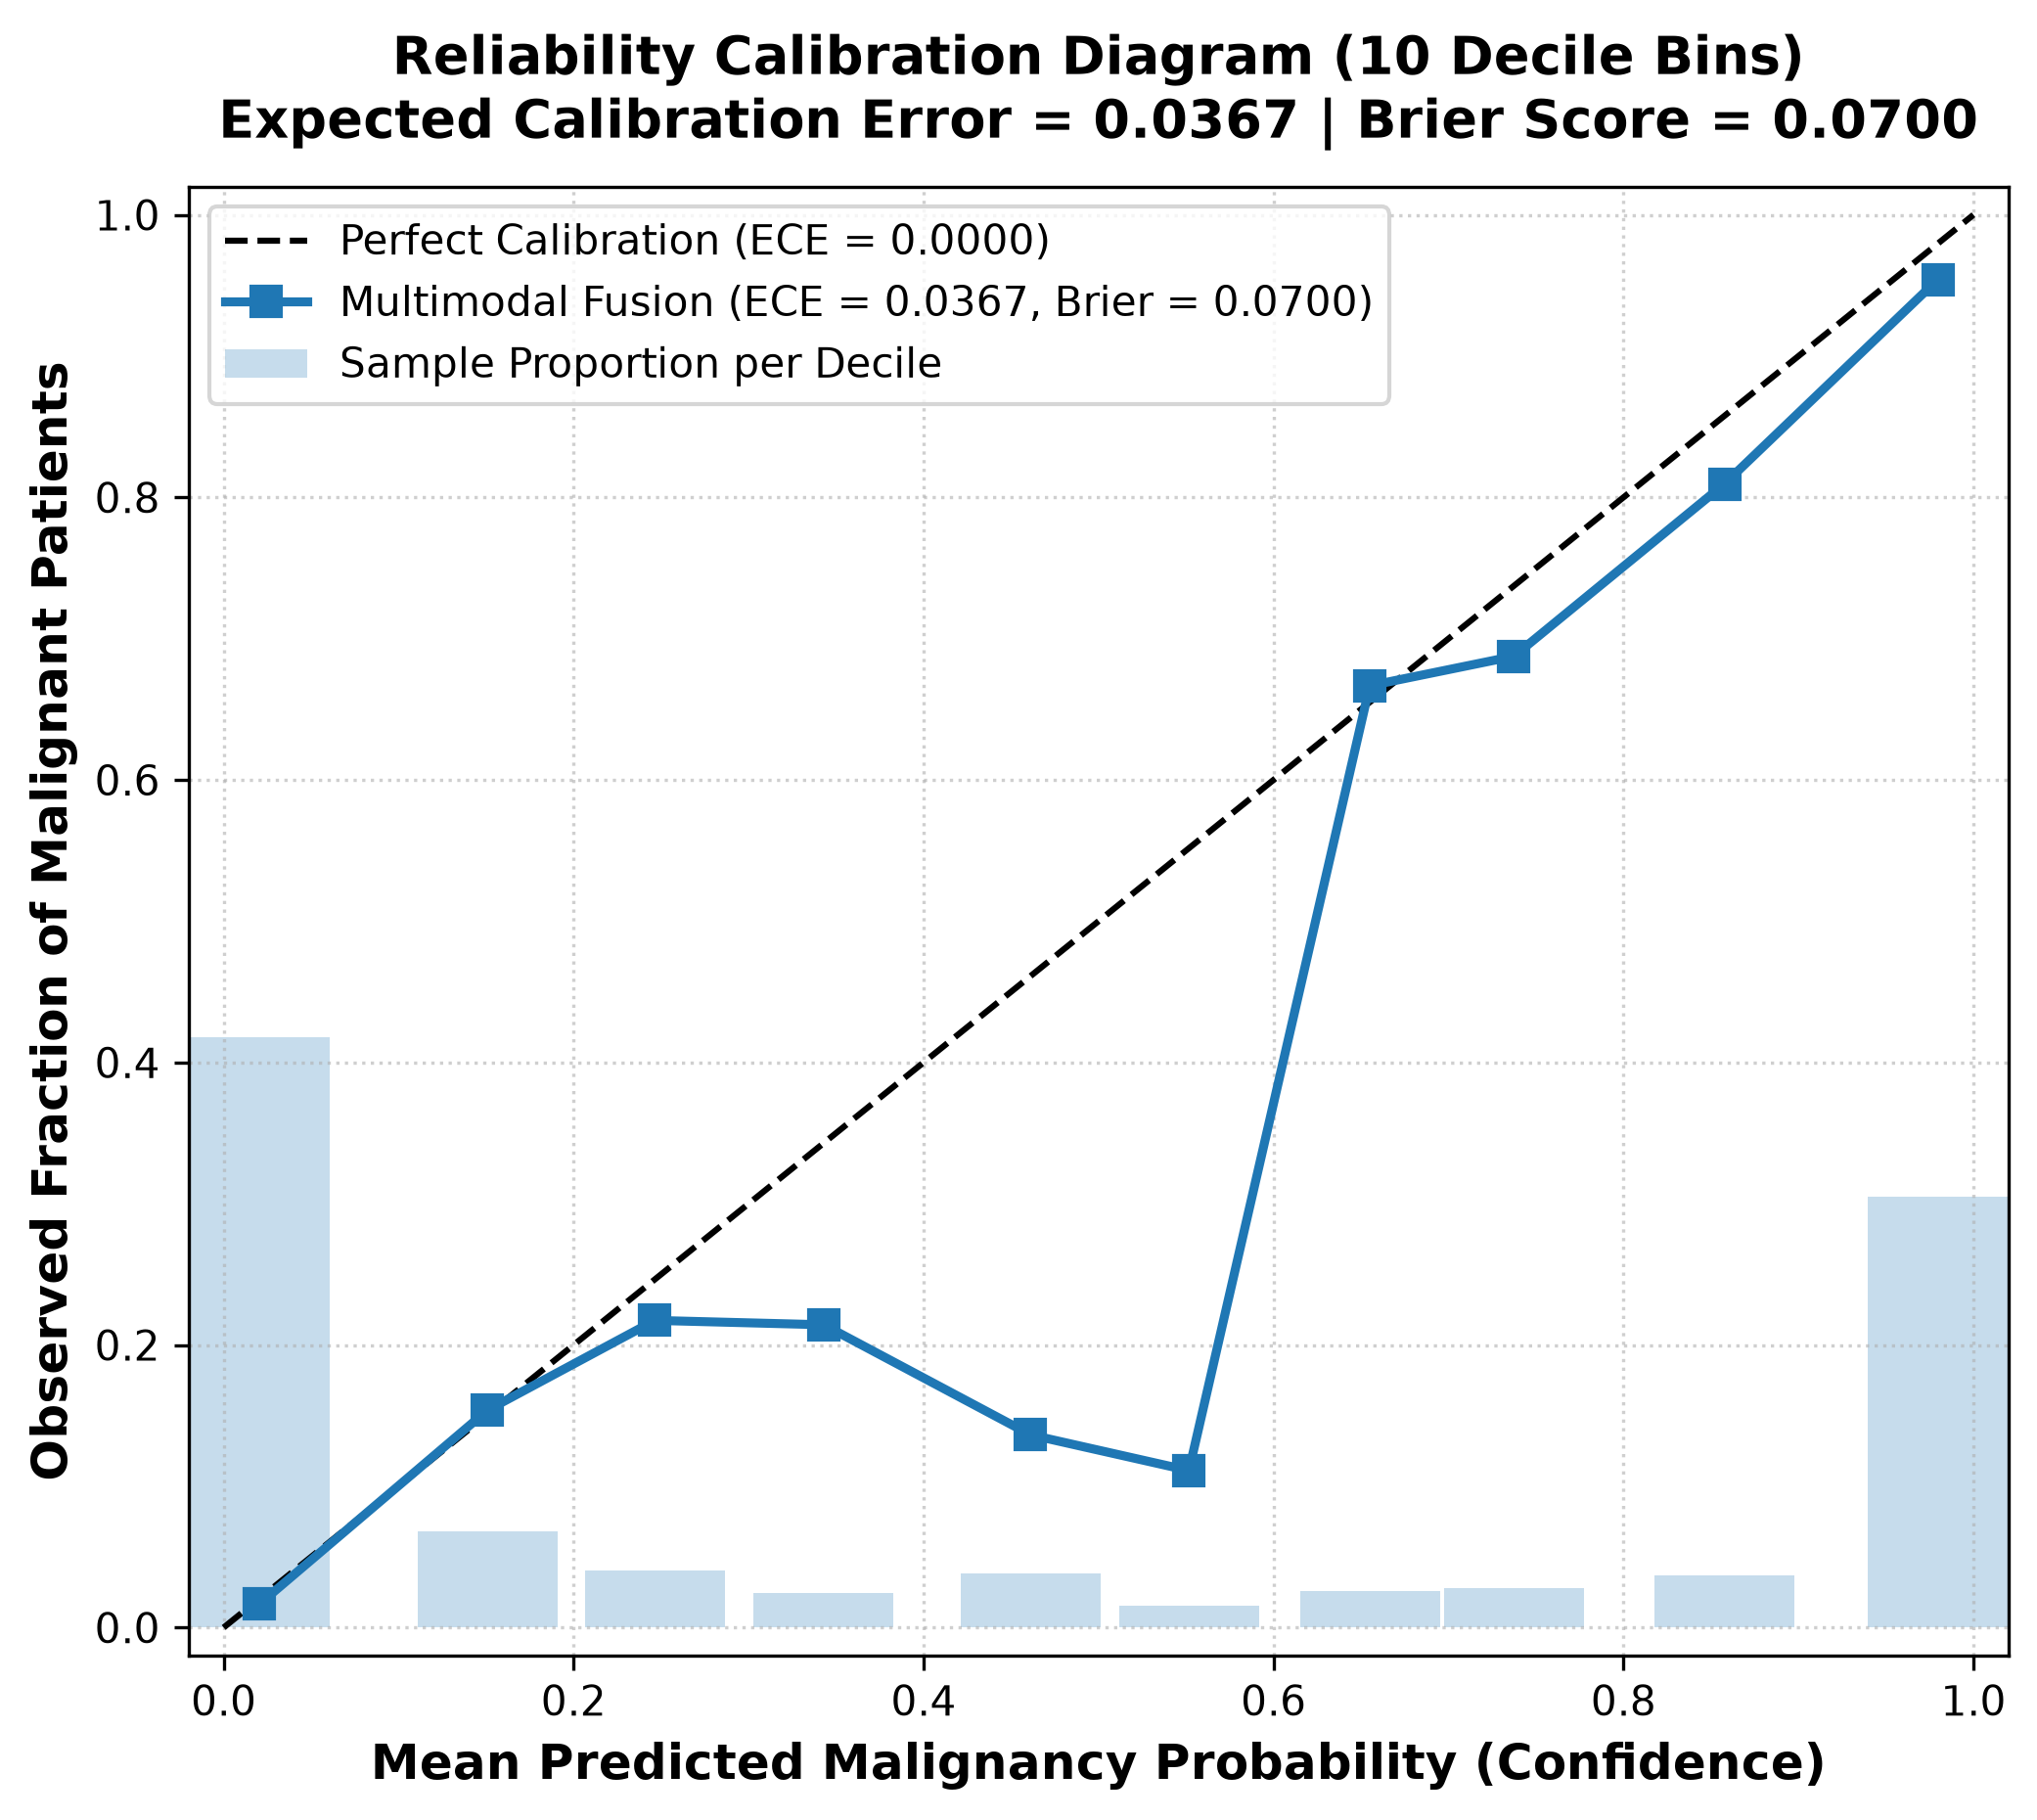 Reliability Calibration Diagram (10 Decile Bins)
Expected Calibration Error = 0.0367 | Brier Score = 0.0700
Perfect Calibration (ECE = 0.0000)
Multimodal Fusion (ECE = 0.0367, Brier = 0.0700)
Sample Proportion per Decile
Observed Fraction of Malignant Patients
1.0
0.8
0.6
0.4
0.2
0.0
0.0 0.2 0.4 0.6 0.8 1.0
Mean Predicted Malignancy Probability (Confidence)